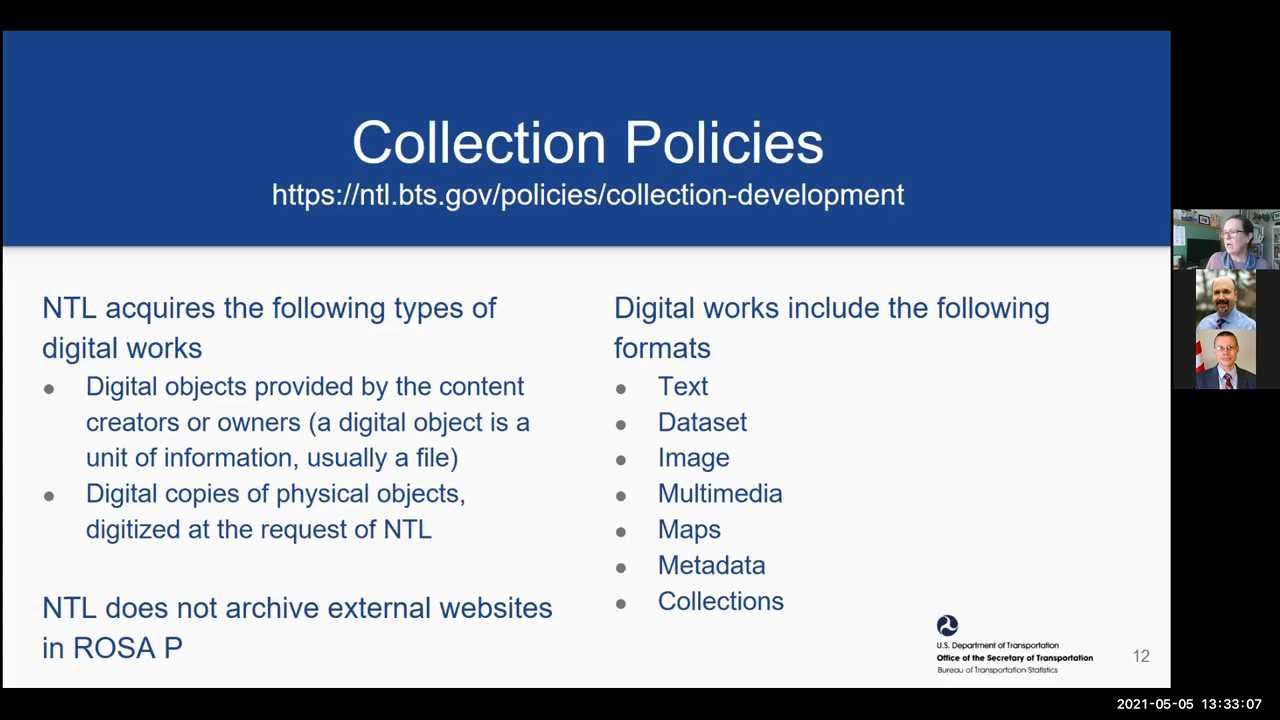 Collection Policies
https://ntl.bts.gov/policies/collection-development
NTL acquires the following types of
digital works
● Digital objects provided by the content
creators or owners (a digital object is a
unit of information, usually a file)
● Digital copies of physical objects,
digitized at the request of NTL
NTL does not archive external websites
in ROSA P
Digital works include the following
formats
● Text
● Dataset
● Image
● Multimedia
● Maps
● Metadata
● Collections
U.S. Department of Transportation
Office of the Secretary of Transportation
Bureau of Transportation Statistics
12
2021-05-05 13:33:07